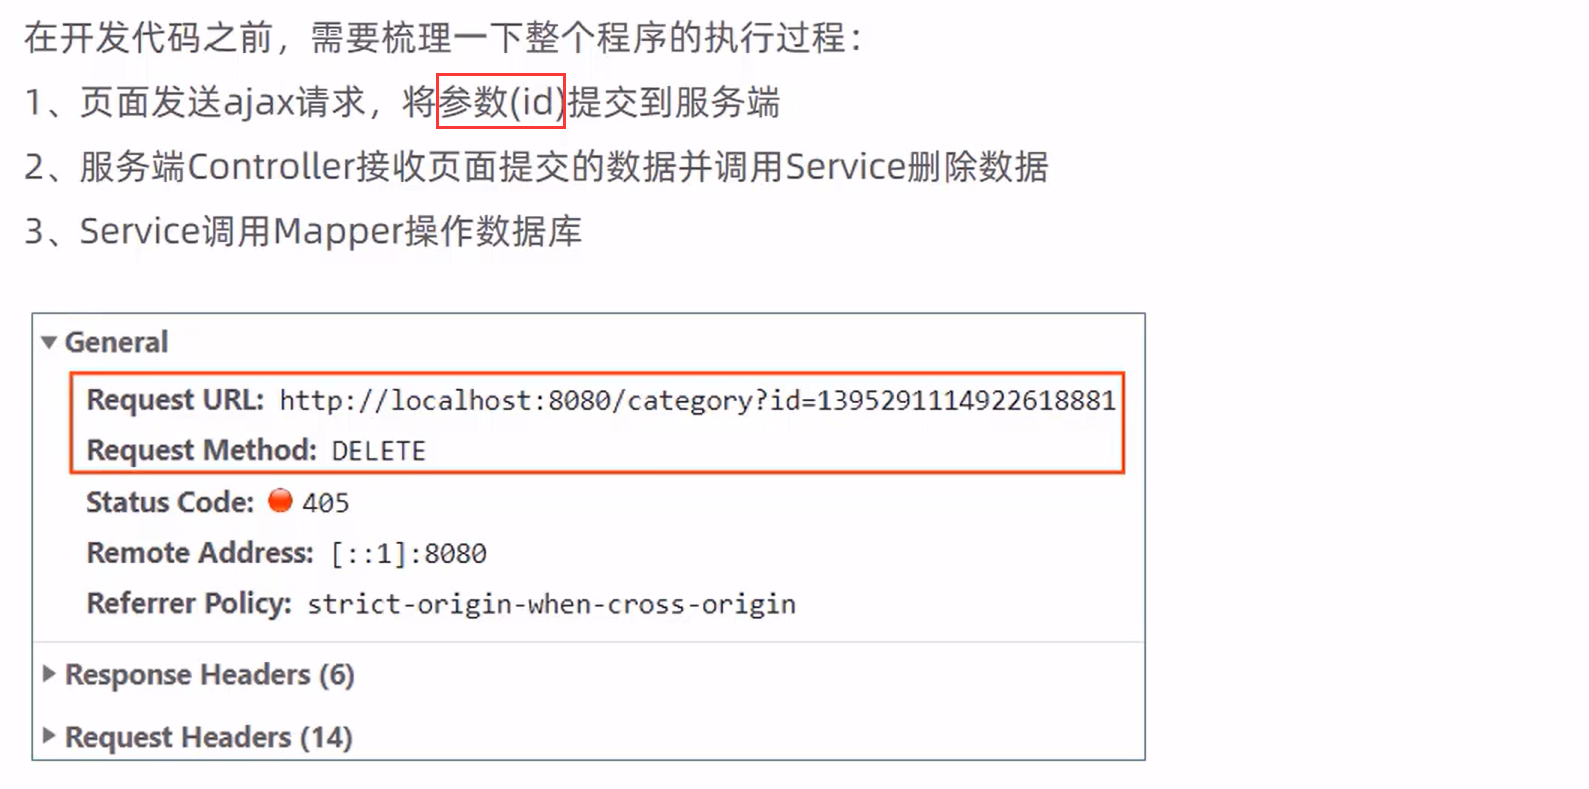 在开发代码之前，需要梳理一下整个程序的执行过程：
1、页面发送ajax请求，将参数(id)提交到服务端
2、服务端Controller接收页面提交的数据并调用Service删除数据
3、Service调用Mapper操作数据库
General
Request URL: http://localhost:8080/category?id=1395291114922618881
Request Method: DELETE
Status Code: 405
Remote Address: [::1]:8080
Referrer Policy: strict-origin-when-cross-origin
Response Headers (6)
Request Headers (14)